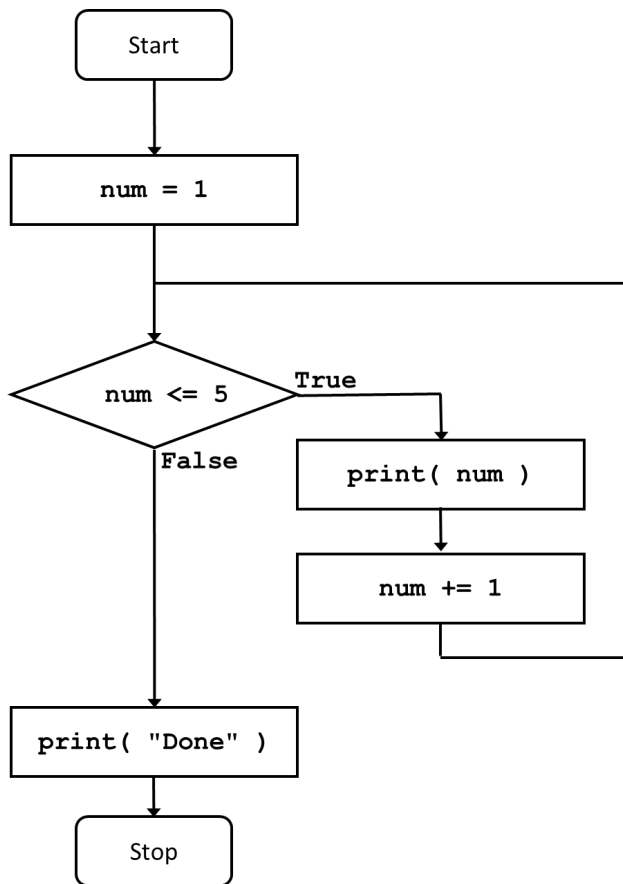 Start
num = 1
num <= 5
True
False
print( num )
num += 1
print( "Done" )
Stop